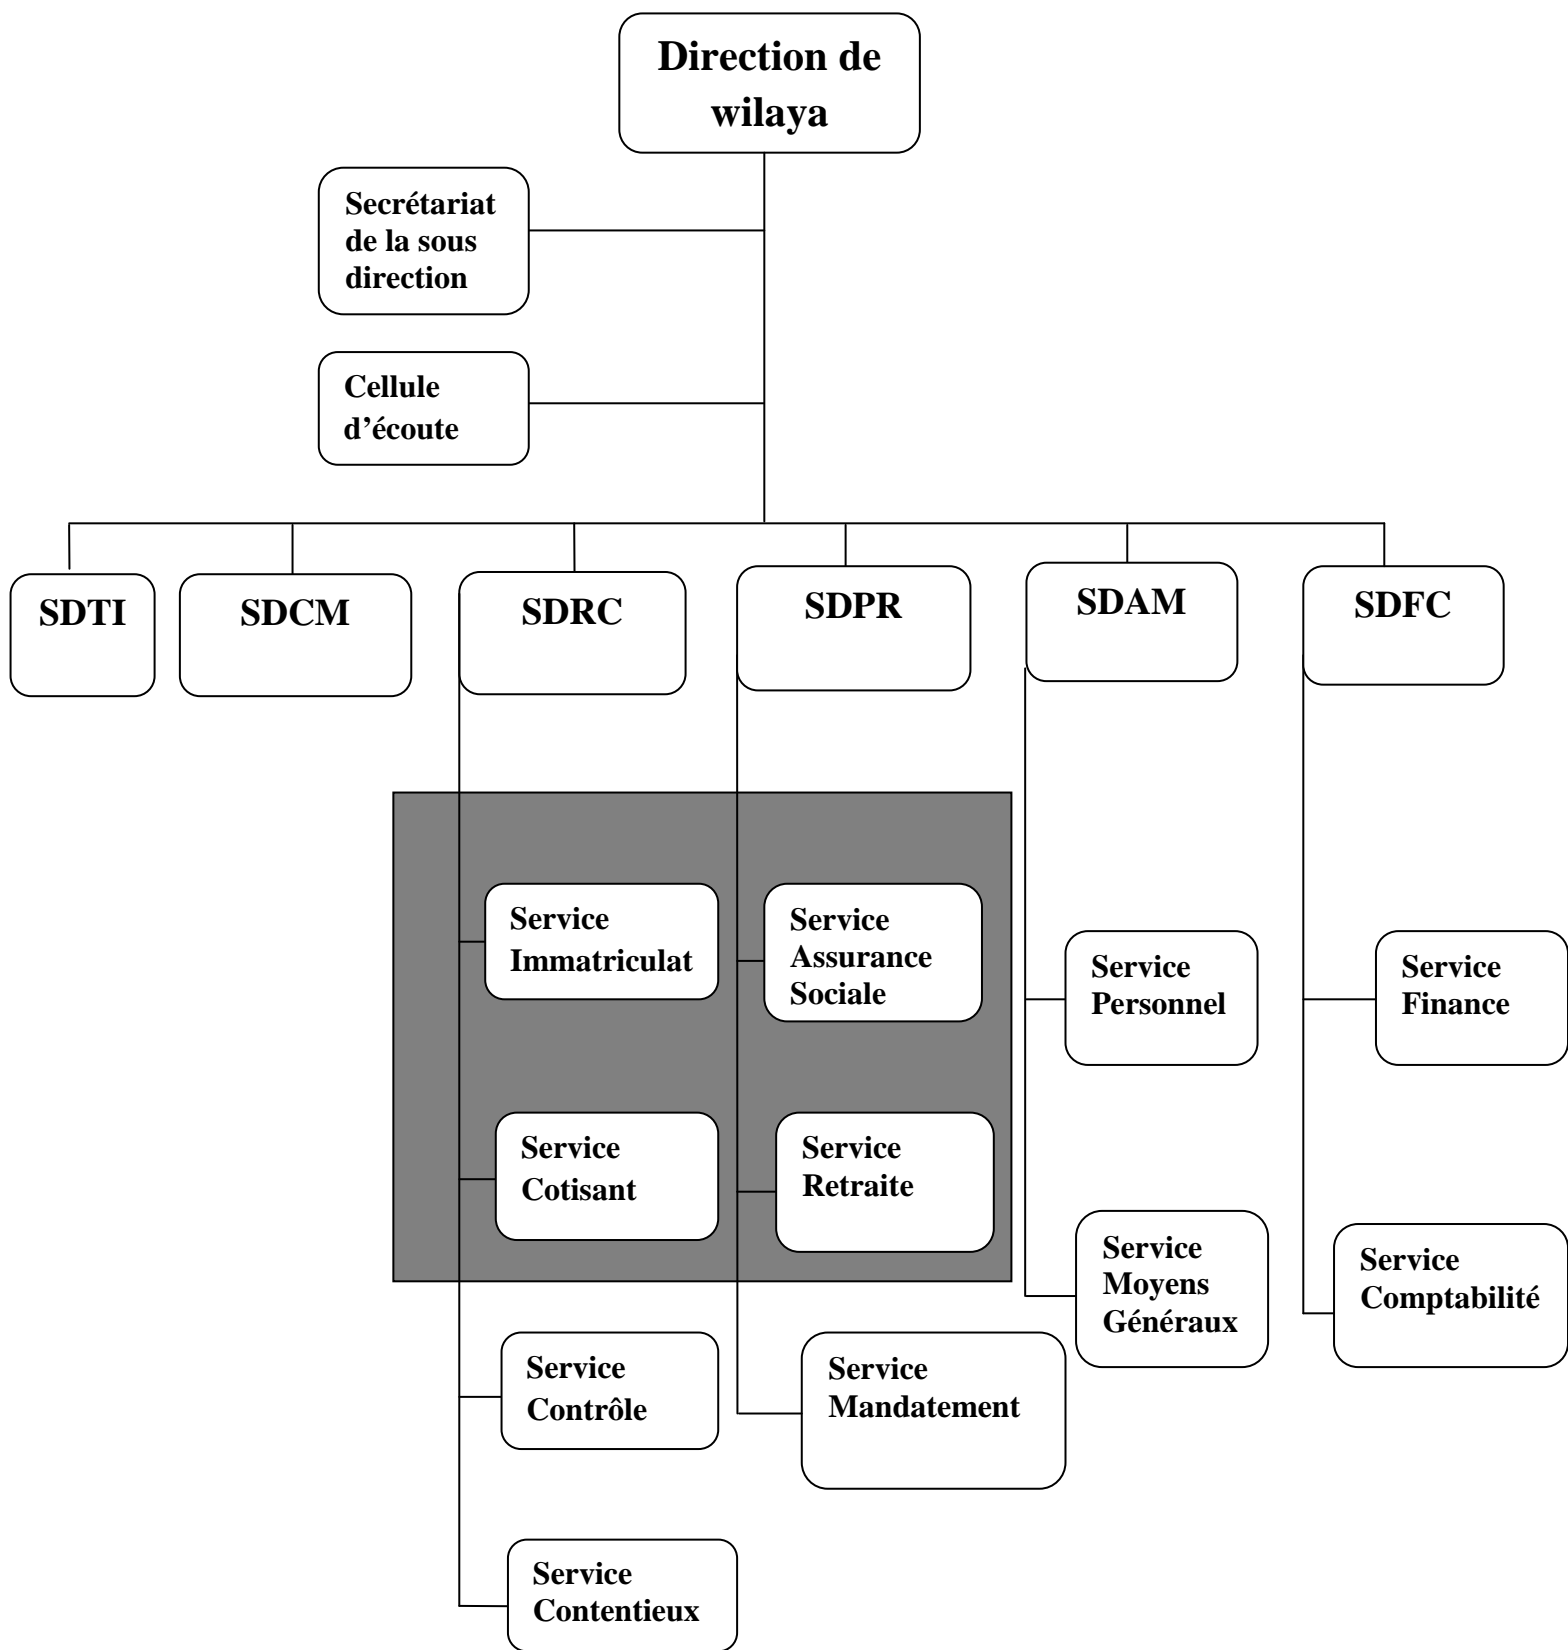 Direction de
wilaya
Secrétariat
de la sous
direction
Cellule
d’écoute
SDTI
SDCM
SDRC
SDPR
SDAM
SDFC
Service
Immatriculat
Service
Assurance
Sociale
Service
Personnel
Service
Finance
Service
Cotisant
Service
Retraite
Service
Moyens
Généraux
Service
Comptabilité
Service
Contrôle
Service
Mandatement
Service
Contentieux